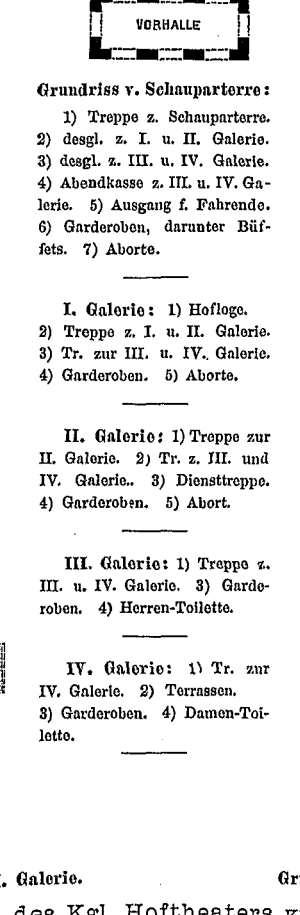 VORHALLE
Grundriss v. Schauparterre:
1) Treppe z. Schauparterre.
2) desgl. z. I. u. II. Galerie.
3) desgl. z. III. u. IV. Galerie.
4) Abendkasse z. III. u. IV. Ga-
lerie. 5) Ausgang f. Fahrende.
6) Garderoben, darunter Büf-
fets. 7) Aborte.
I. Galerie: 1) Hofloge.
2) Treppe z. I. u. II. Galerie.
3) Tr. zur III. u. IV. Galerie.
4) Garderoben. 5) Aborte.
II. Galerie: 1) Treppe zur
II. Galerie. 2) Tr. z. III. und
IV. Galerie.. 3) Diensttreppe.
4) Garderoben. 5) Abort.
III. Galerie: 1) Treppe z.
III. u. IV. Galerie. 3) Garde-
roben. 4) Herren-Toilette.
IV. Galerie: 1) Tr. zur
IV. Galerie. 2) Terrassen.
3) Garderoben. 4) Damen-Toi-
lette.
. Galerie.
Gr
des Kgl. Hoftheaters